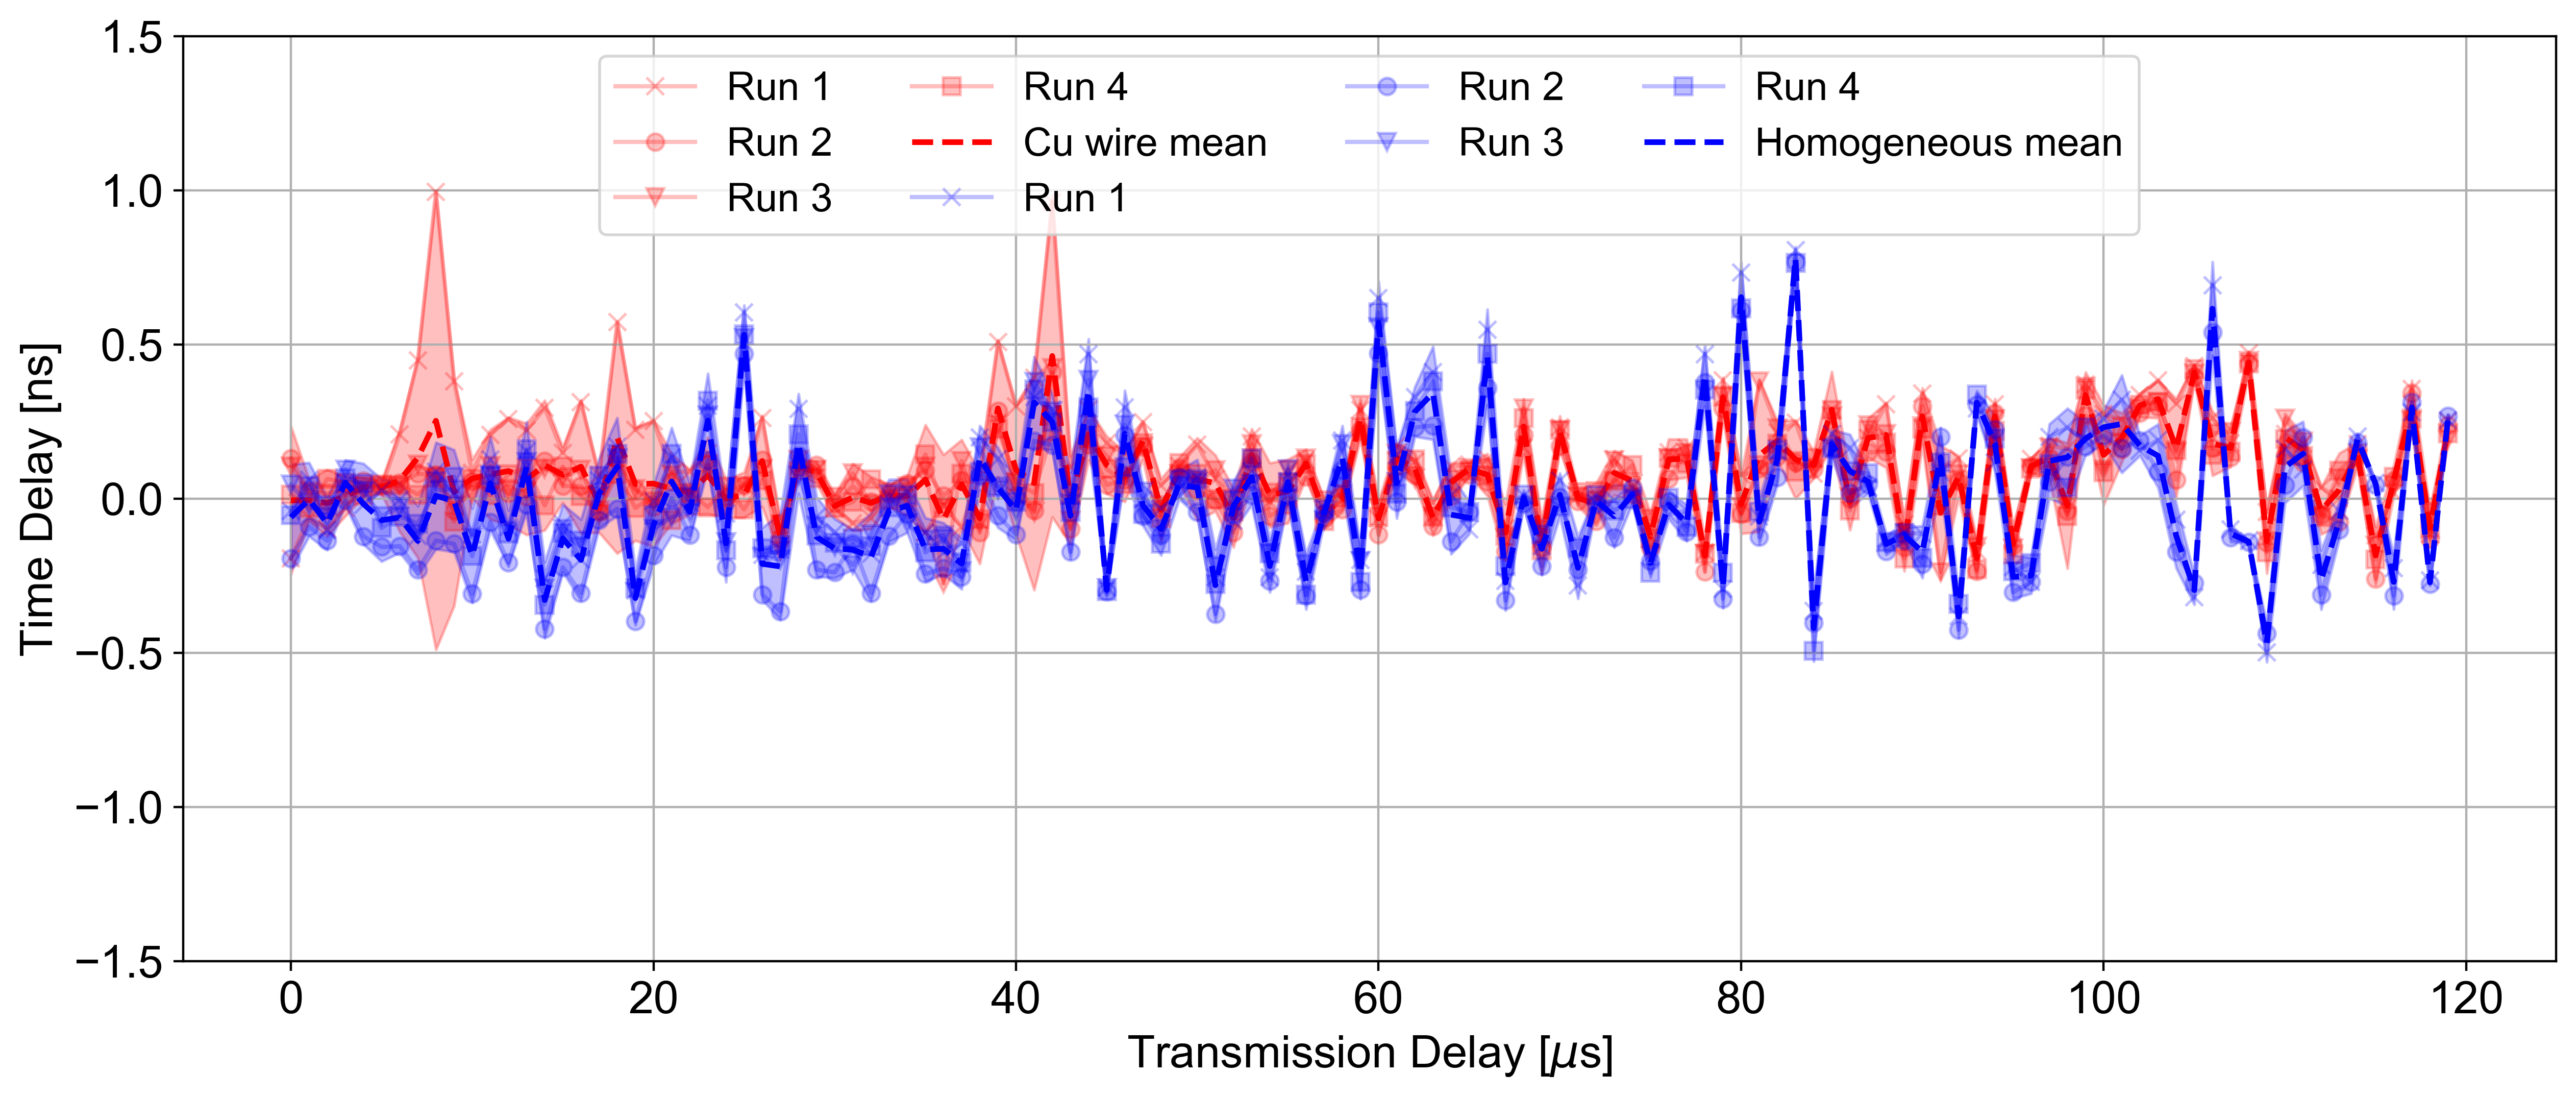 1.5
1.0
0.5
0.0
−0.5
−1.0
−1.5
Time Delay [ns]
Run 1
Run 2
Run 3
Run 4
Cu wire mean
Run 1
Run 2
Run 3
Run 4
Homogeneous mean
0 20 40 60 80 100 120
Transmission Delay [μs]